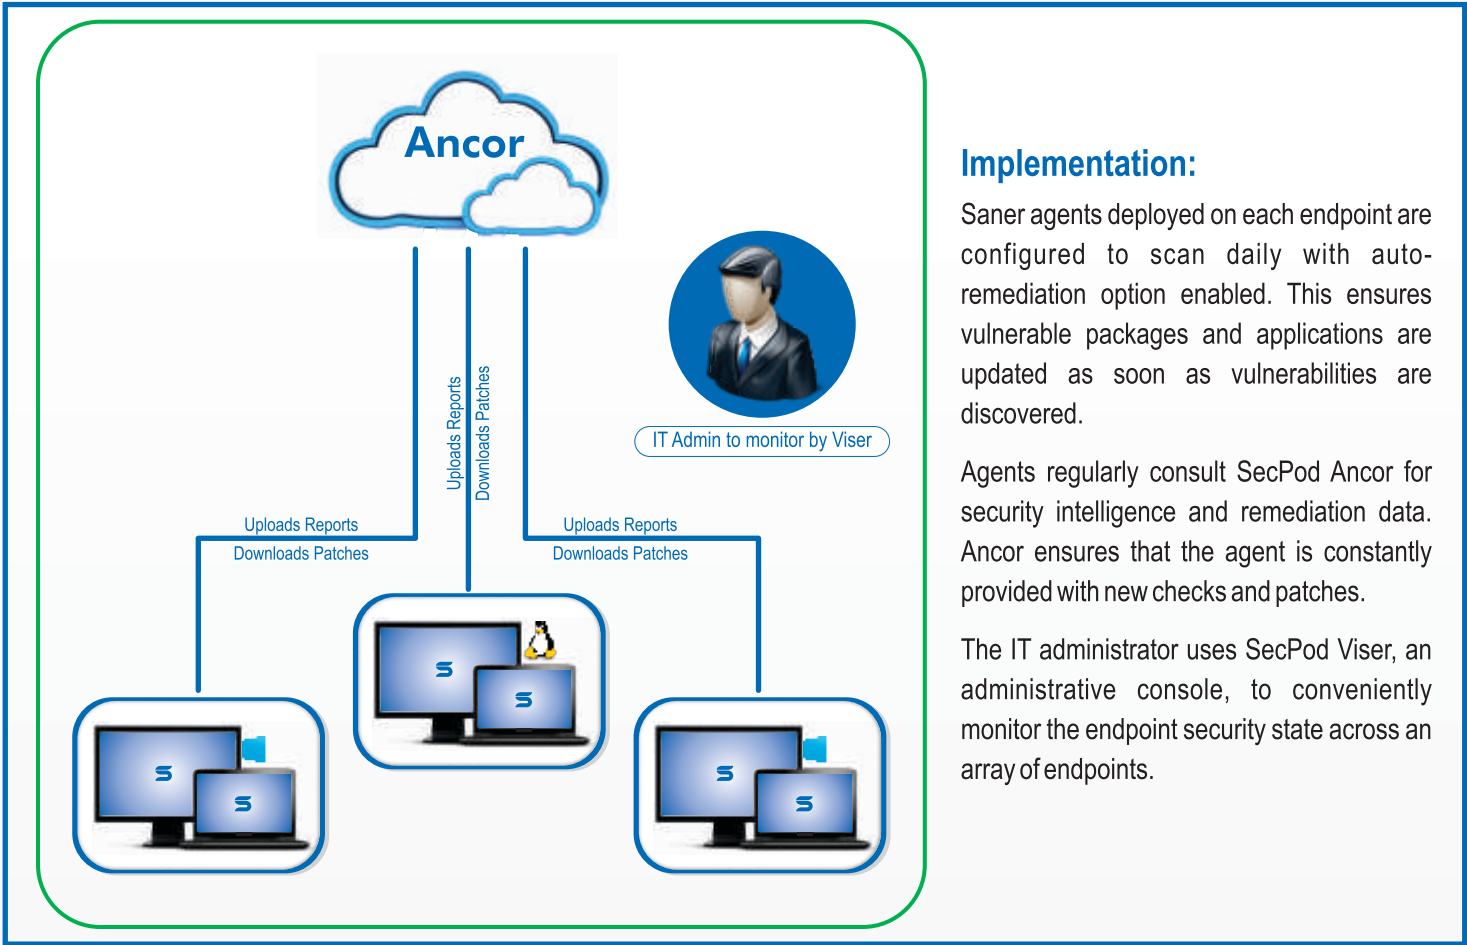 Ancor
Uploads Reports
Downloads Patches
IT Admin to monitor by Viser
Uploads Reports
Downloads Patches
Uploads Reports
Downloads Patches
S
S
S
S
S
S
Implementation:
Saner agents deployed on each endpoint are
configured to scan daily with auto-
remediation option enabled. This ensures
vulnerable packages and applications are
updated as soon as vulnerabilities are
discovered.
Agents regularly consult SecPod Ancor for
security intelligence and remediation data.
Ancor ensures that the agent is constantly
provided with new checks and patches.
The IT administrator uses SecPod Viser, an
administrative console, to conveniently
monitor the endpoint security state across an
array of endpoints.